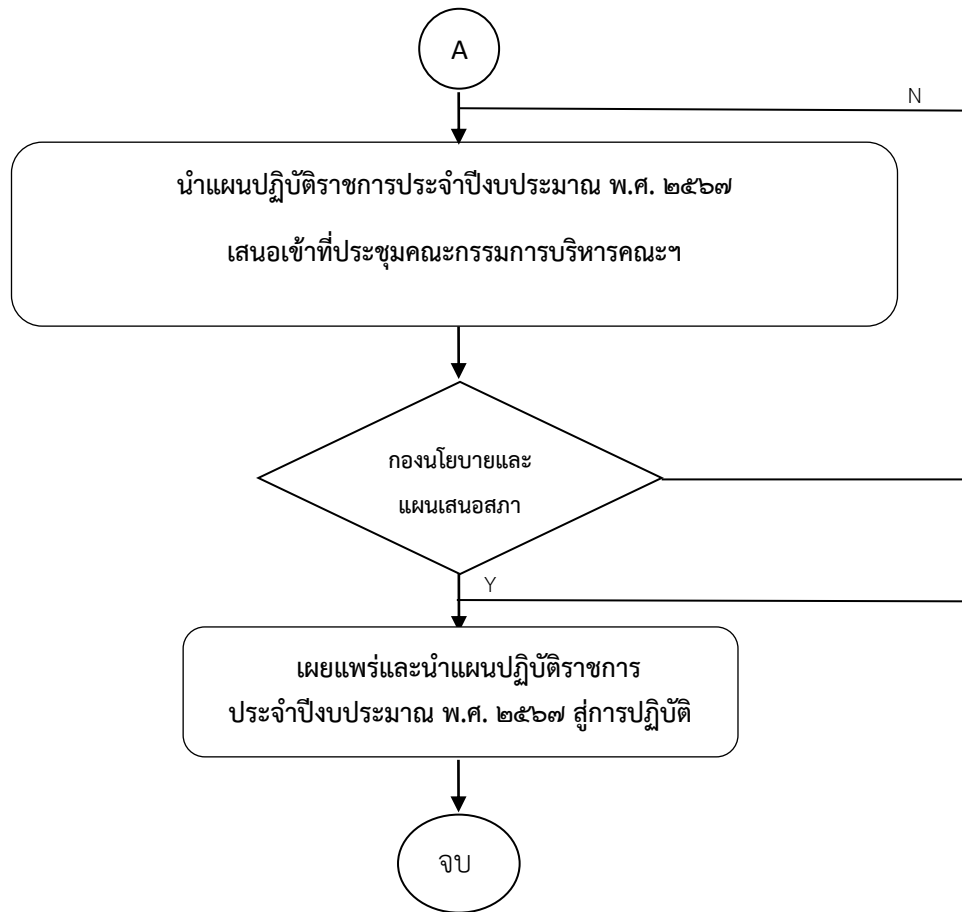 A
N
นำแผนปฏิบัติราชการประจำปีงบประมาณ พ.ศ. ๒๕๖๗
เสนอเข้าที่ประชุมคณะกรรมการบริหารคณะฯ
กองนโยบายและ
แผนเสนอสภา
Y
เผยแพร่และนำแผนปฏิบัติราชการ
ประจำปีงบประมาณ พ.ศ. ๒๕๖๗ สู่การปฏิบัติ
จบ